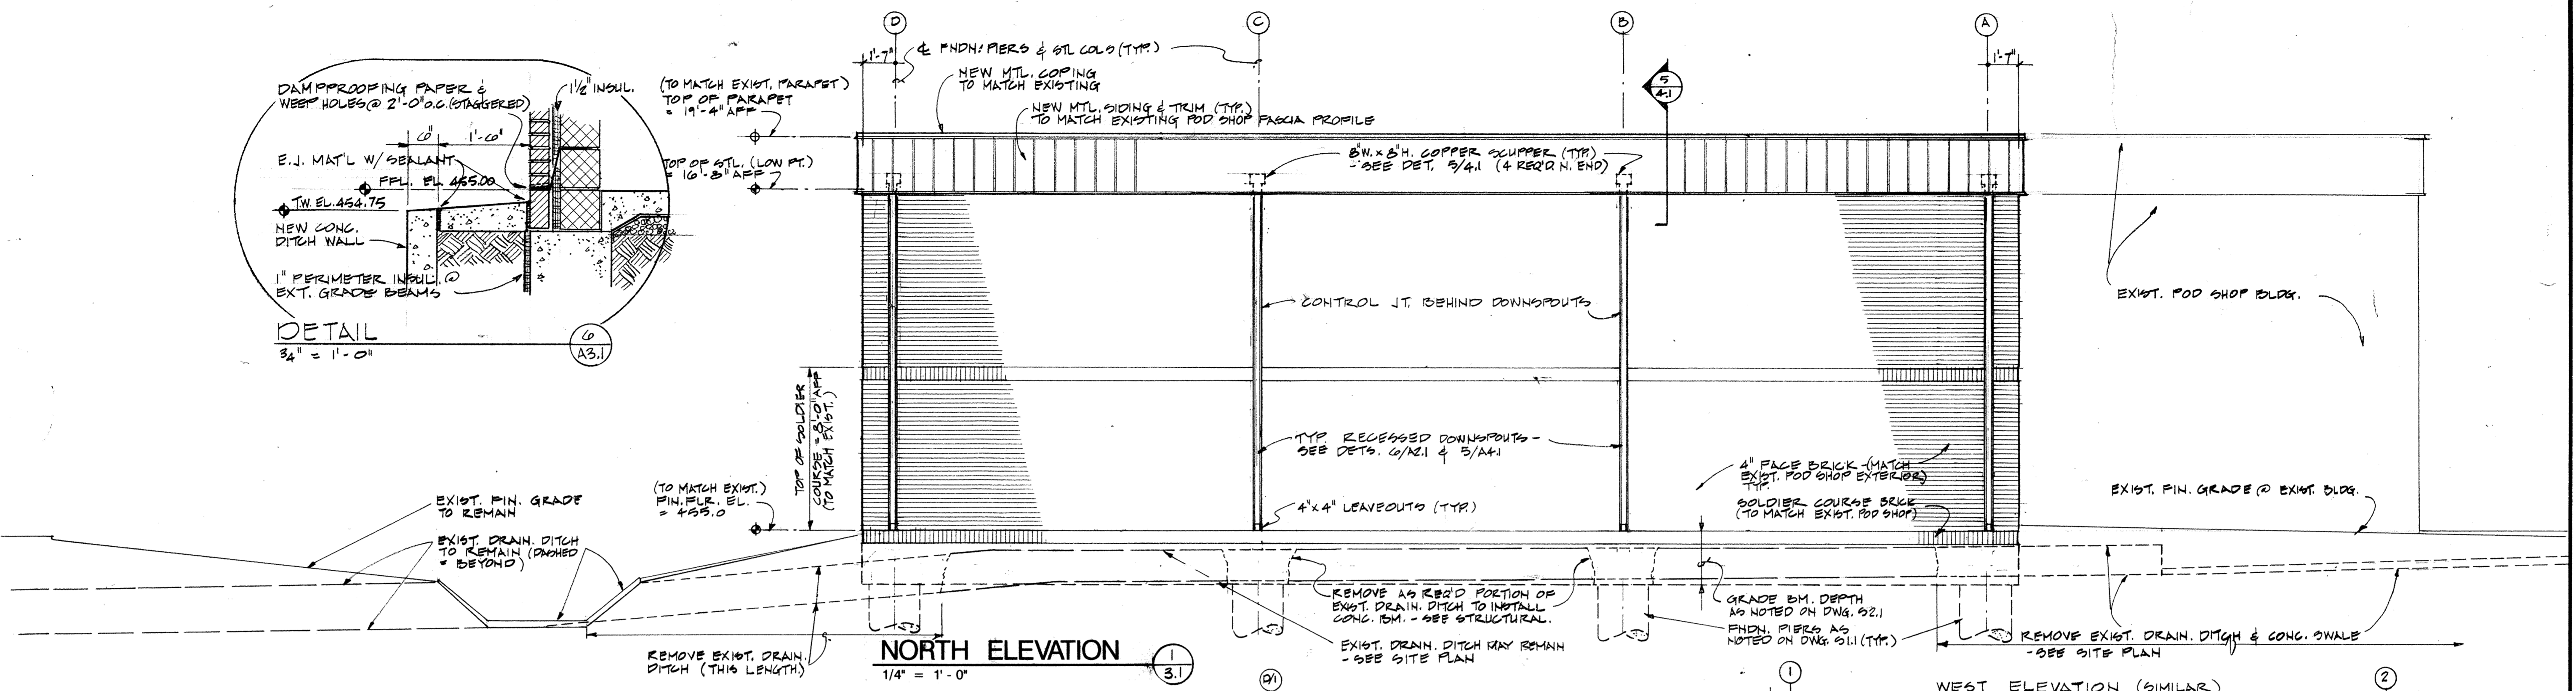 D
C
B
A
1'-7"
℄ FNDN. PIERS & STL COLS (TYP.)
1'-7"
NEW MTL. COPING
TO MATCH EXISTING
NEW MTL. SIDING & TRIM (TYP.)
TO MATCH EXISTING POD SHOP FASCIA PROFILE
5
4.1
DAMPPROOFING PAPER &
WEEP HOLES @ 2'-0" O.C. (STAGGERED)
1½" INSUL.
6"
1'-6"
E.J. MAT'L W/ SEALANT
FFL. EL. 455.00
T.W. EL. 454.75
NEW CONC.
DITCH WALL
1" PERIMETER INSUL. @
EXT. GRADE BEAMS
DETAIL
3/4" = 1'-0"
6
A3.1
(TO MATCH EXIST. PARAPET)
TOP OF PARAPET
= 19'-4" AFF
TOP OF STL. (LOW PT.)
= 16'-8" AFF
8"W. x 8"H. COPPER SCUPPER (TYP.)
- SEE DET. 5/4.1 (4 REQ'D. N. END)
CONTROL JT. BEHIND DOWNSPOUTS
EXIST. POD SHOP BLDG.
TOP OF SOLDIER
COURSE = 8'-0" AFF
(TO MATCH EXIST.)
TYP. RECESSED DOWNSPOUTS -
SEE DETS. 6/A2.1 & 5/A4.1
4" FACE BRICK - (MATCH
EXIST. POD SHOP EXTERIOR)
TYP.
SOLDIER COURSE BRICK
(TO MATCH EXIST. POD SHOP)
4"x4" LEAVEOUTS (TYP.)
EXIST. FIN. GRADE @ EXIST. BLDG.
(TO MATCH EXIST.)
FIN. FLR. EL.
= 455.0
EXIST. FIN. GRADE
TO REMAIN
EXIST. DRAIN. DITCH
TO REMAIN (DASHED
= BEYOND)
REMOVE AS REQ'D PORTION OF
EXIST. DRAIN. DITCH TO INSTALL
CONC. BM. - SEE STRUCTURAL.
GRADE BM. DEPTH
AS NOTED ON DWG. S2.1
FNDN. PIERS AS
NOTED ON DWG. S1.1 (TYP.)
REMOVE EXIST. DRAIN. DITCH & CONC. SWALE
- SEE SITE PLAN
REMOVE EXIST. DRAIN.
DITCH (THIS LENGTH)
NORTH ELEVATION
1/4" = 1'-0"
1
3.1
EXIST. DRAIN. DITCH MAY REMAIN
- SEE SITE PLAN
D/1
1
WEST ELEVATION (SIMILAR)
2